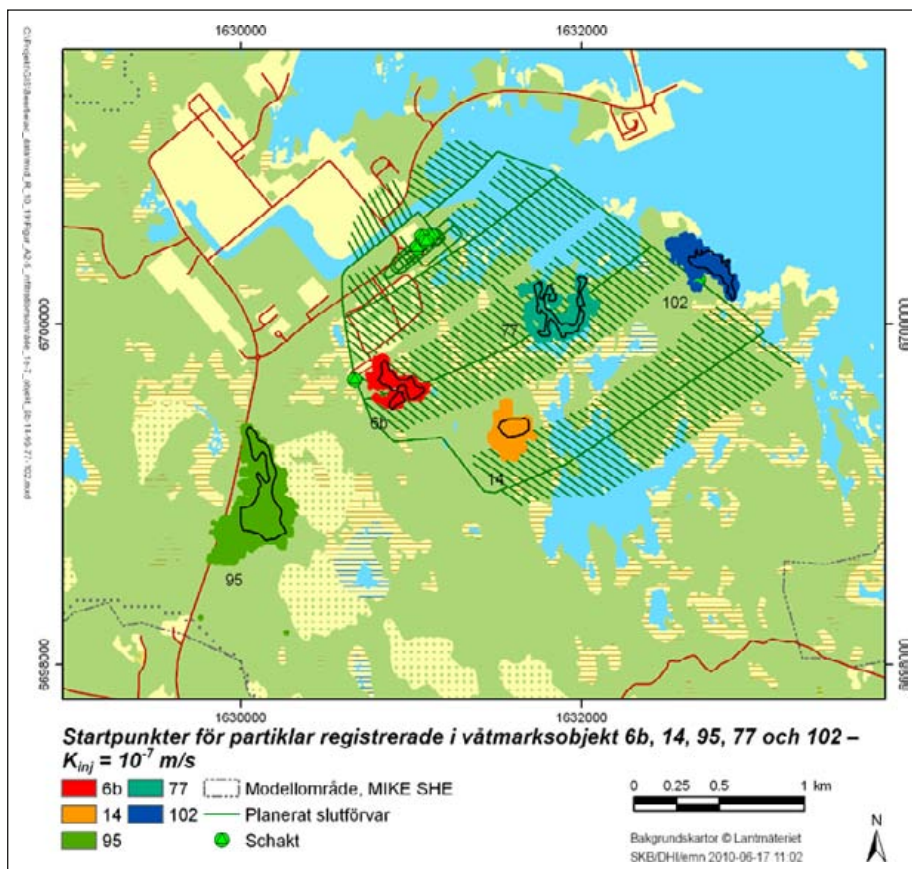 1630000
1632000
6700000
6700000
102
77
6b
14
95
6698000
6698000
1630000
1632000
Startpunkter för partiklar registrerade i våtmarksobjekt 6b, 14, 95, 77 och 102 –
K_inj = 10^-7 m/s
6b
77
Modellområde, MIKE SHE
14
102
Planerat slutförvar
95
Schakt
0 0.25 0.5 1 km
Bakgrundskartor © Lantmäteriet
SKB/DHI/emn 2010-06-17 11:02
N